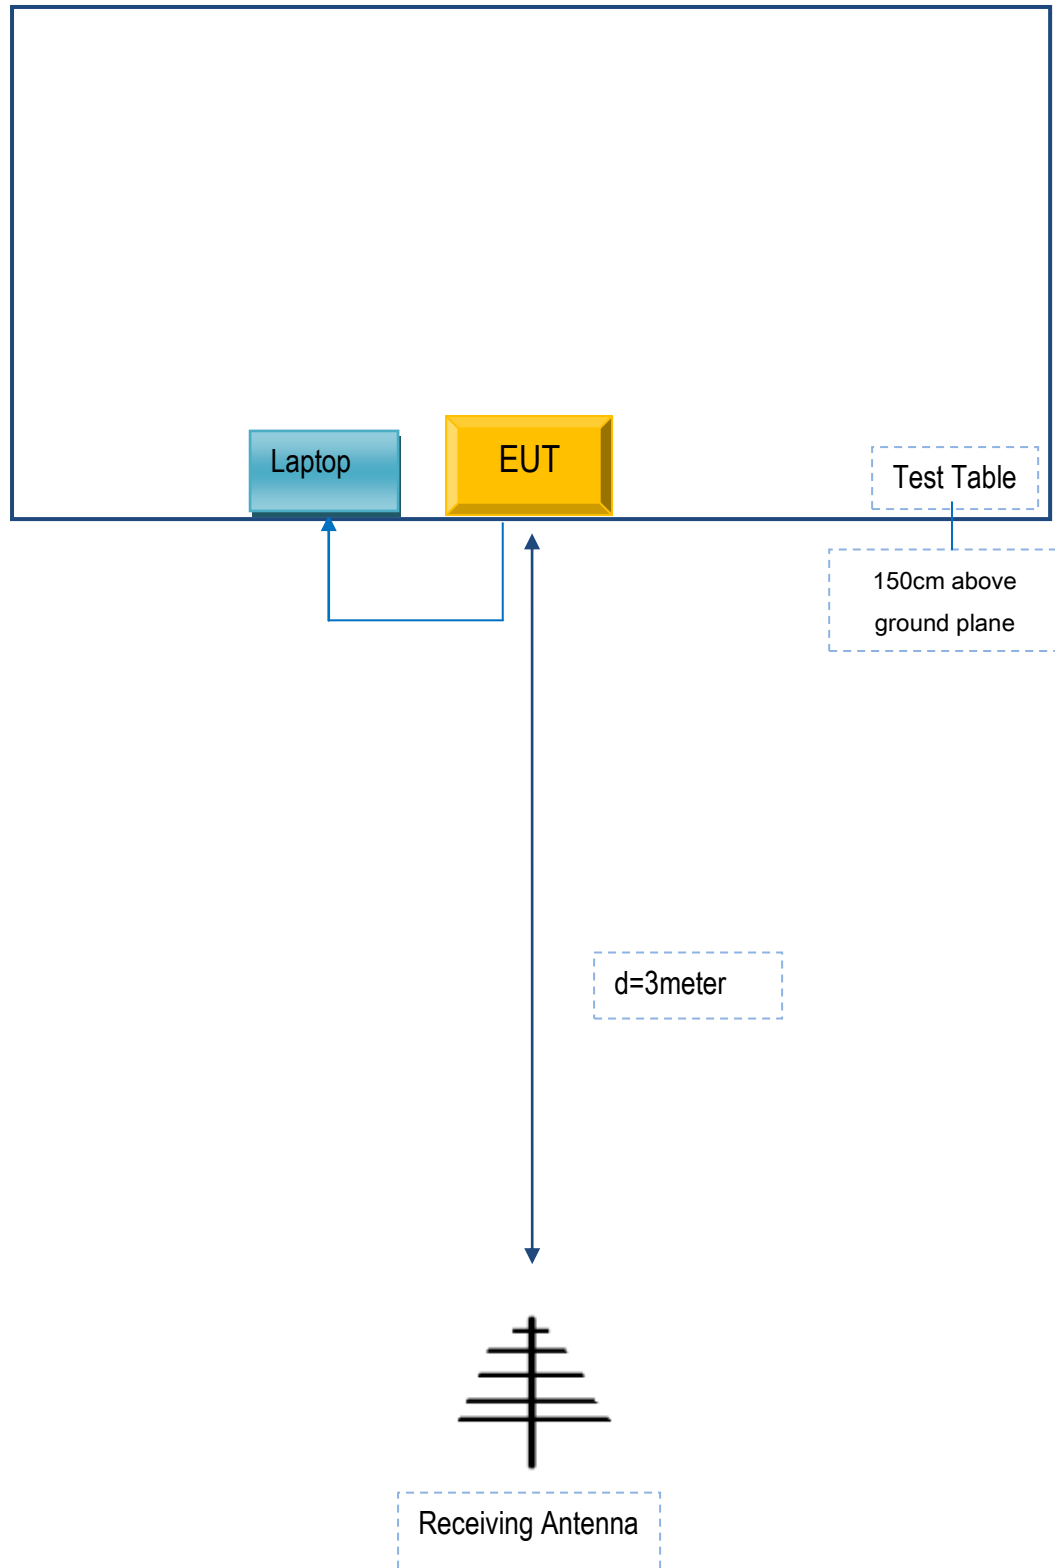 Laptop
EUT
Test Table
150cm above
ground plane
d=3meter
Receiving Antenna